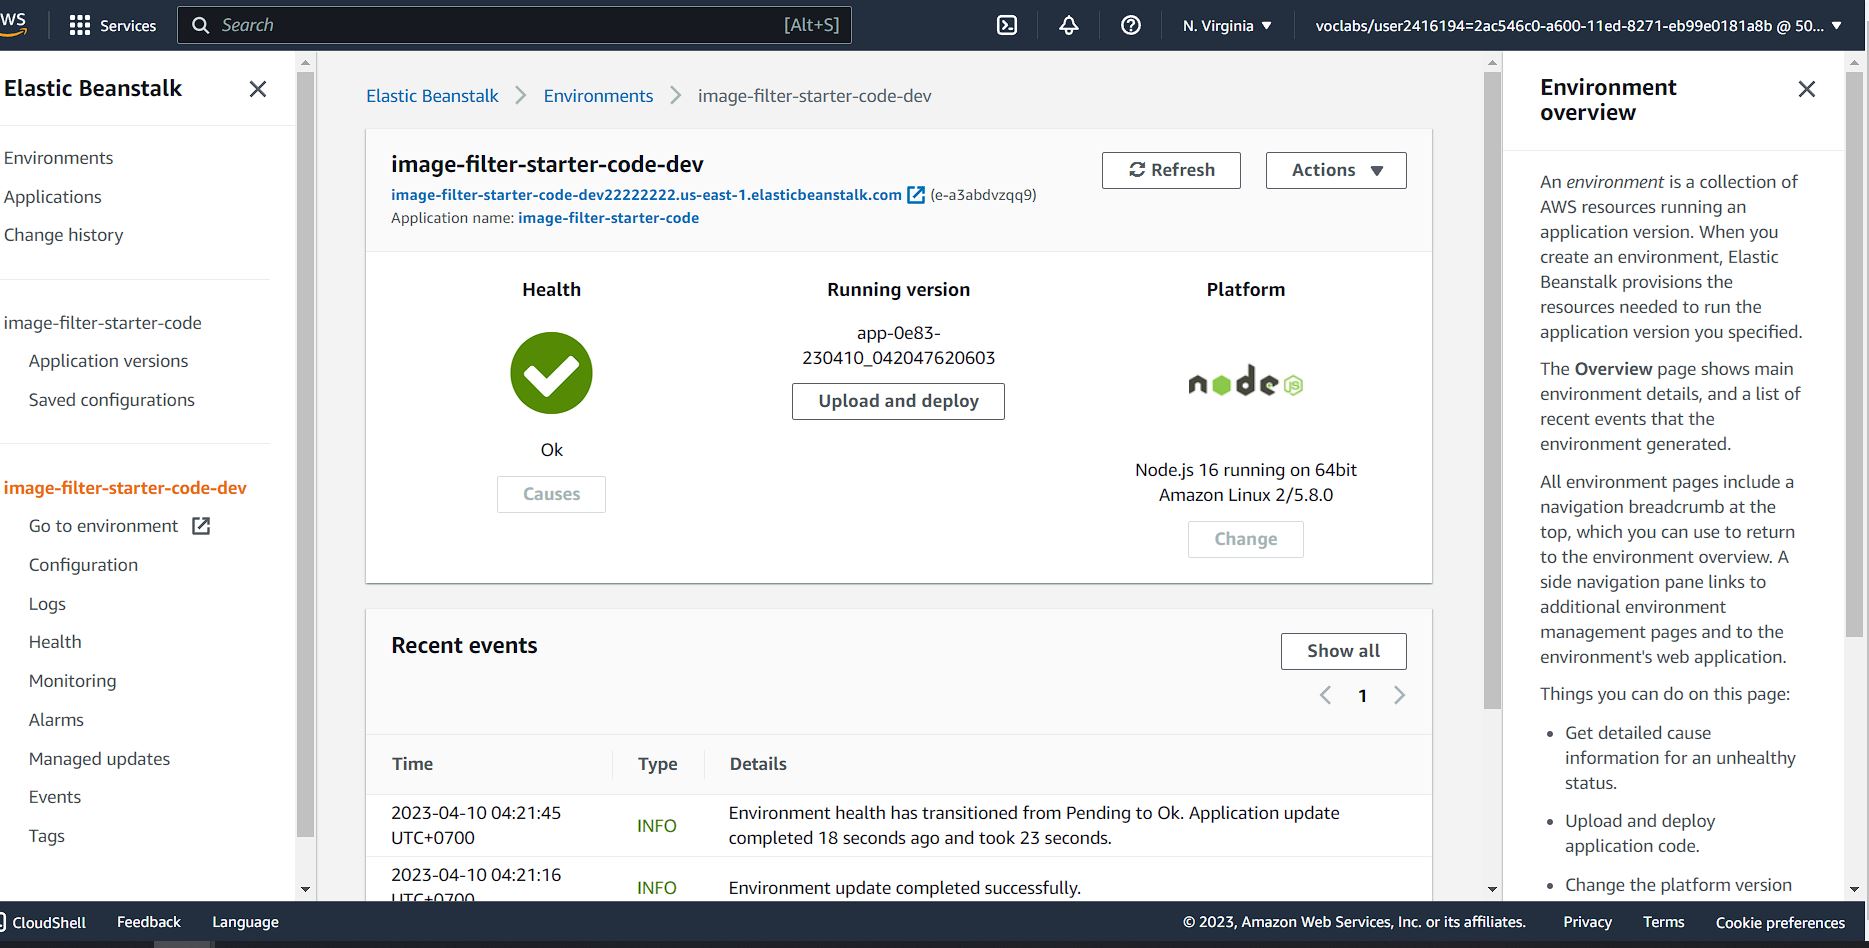 WS
Services
Search
[Alt+S]
N. Virginia
voclabs/user2416194=2ac546c0-a600-11ed-8271-eb99e0181a8b @ 50...
Elastic Beanstalk
Environments
Applications
Change history
image-filter-starter-code
Application versions
Saved configurations
image-filter-starter-code-dev
Go to environment
Configuration
Logs
Health
Monitoring
Alarms
Managed updates
Events
Tags
Elastic Beanstalk
Environments
image-filter-starter-code-dev
image-filter-starter-code-dev
image-filter-starter-code-dev22222222.us-east-1.elasticbeanstalk.com (e-a3abdvzqq9)
Application name: image-filter-starter-code
Refresh
Actions
Health
Ok
Causes
Running version
app-0e83-
230410_042047620603
Upload and deploy
Platform
node JS
Node.js 16 running on 64bit
Amazon Linux 2/5.8.0
Change
Recent events
Show all
1
Time
Type
Details
2023-04-10 04:21:45
UTC+0700
INFO
Environment health has transitioned from Pending to Ok. Application update
completed 18 seconds ago and took 23 seconds.
2023-04-10 04:21:16
UTC+0700
INFO
Environment update completed successfully.
Environment
overview
An environment is a collection of
AWS resources running an
application version. When you
create an environment, Elastic
Beanstalk provisions the
resources needed to run the
application version you specified.
The Overview page shows main
environment details, and a list of
recent events that the
environment generated.
All environment pages include a
navigation breadcrumb at the
top, which you can use to return
to the environment overview. A
side navigation pane links to
additional environment
management pages and to the
environment's web application.
Things you can do on this page:
• Get detailed cause
information for an unhealthy
status.
• Upload and deploy
application code.
• Change the platform version
CloudShell
Feedback
Language
© 2023, Amazon Web Services, Inc. or its affiliates.
Privacy
Terms
Cookie preferences